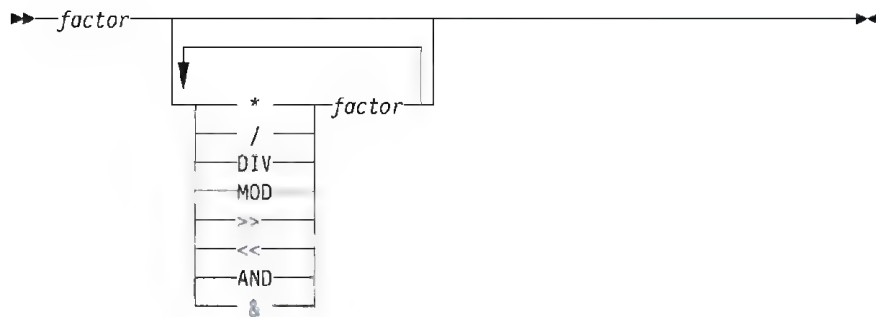 factor
* factor
/
DIV
MOD
>>
<<
AND
&